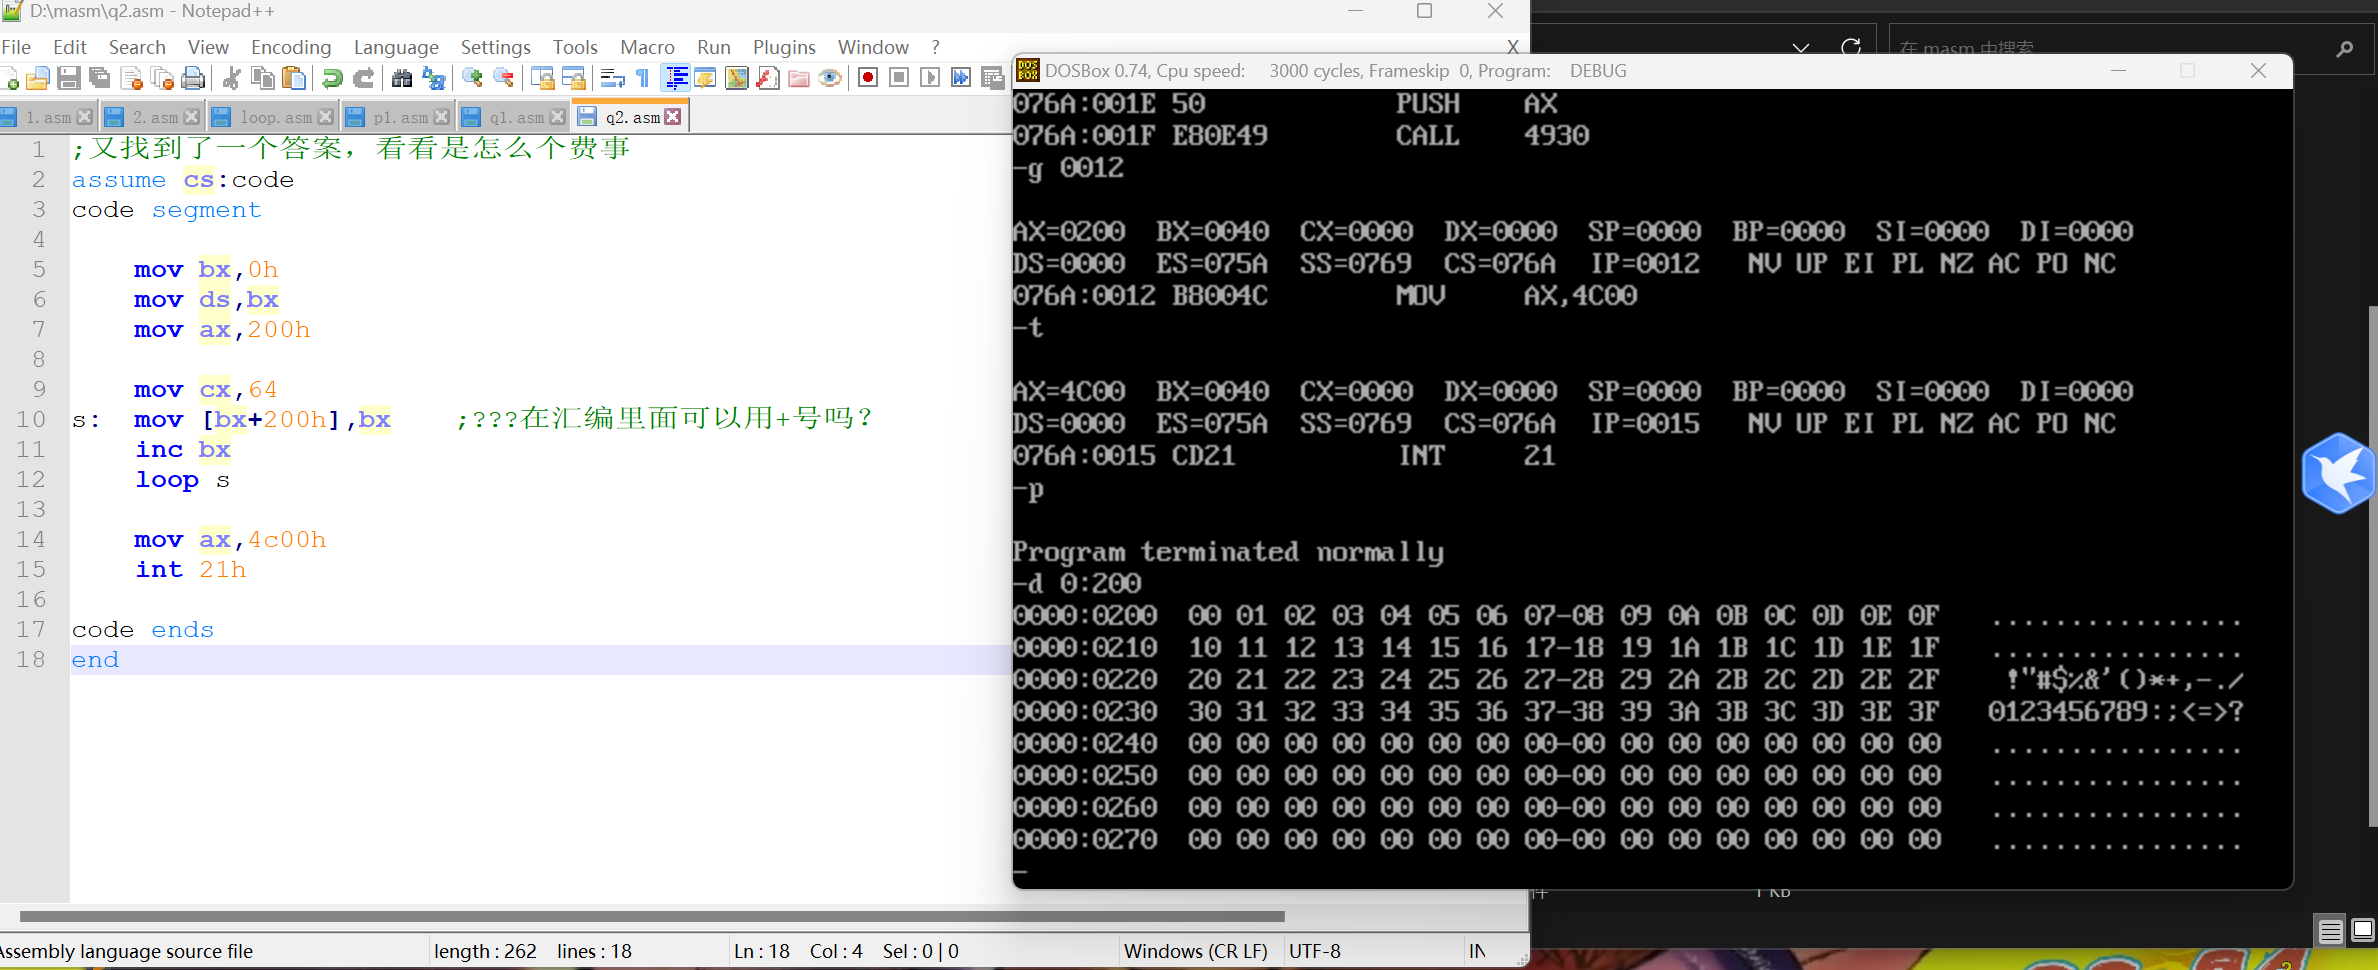 D:\masm\q2.asm - Notepad++
File Edit Search View Encoding Language Settings Tools Macro Run Plugins Window ? X
1.asm 2.asm loop.asm p1.asm q1.asm q2.asm
1 ;又找到了一个答案，看看是怎么个费事
2 assume cs:code
3 code segment
4
5 mov bx,0h
6 mov ds,bx
7 mov ax,200h
8
9 mov cx,64
10 s: mov [bx+200h],bx ;???在汇编里面可以用+号吗?
11 inc bx
12 loop s
13
14 mov ax,4c00h
15 int 21h
16
17 code ends
18 end
Assembly language source file length : 262 lines : 18 Ln : 18 Col : 4 Sel : 0 | 0 Windows (CR LF) UTF-8 IN
在 masm 中搜索
DOSBox 0.74, Cpu speed: 3000 cycles, Frameskip 0, Program: DEBUG
076A:001E 50 PUSH AX
076A:001F E80E49 CALL 4930
-g 0012
AX=0200 BX=0040 CX=0000 DX=0000 SP=0000 BP=0000 SI=0000 DI=0000
DS=0000 ES=075A SS=0769 CS=076A IP=0012 NV UP EI PL NZ AC PO NC
076A:0012 B8004C MOV AX,4C00
-t
AX=4C00 BX=0040 CX=0000 DX=0000 SP=0000 BP=0000 SI=0000 DI=0000
DS=0000 ES=075A SS=0769 CS=076A IP=0015 NV UP EI PL NZ AC PO NC
076A:0015 CD21 INT 21
-p
Program terminated normally
-d 0:200
0000:0200 00 01 02 03 04 05 06 07-08 09 0A 0B 0C 0D 0E 0F ................
0000:0210 10 11 12 13 14 15 16 17-18 19 1A 1B 1C 1D 1E 1F ................
0000:0220 20 21 22 23 24 25 26 27-28 29 2A 2B 2C 2D 2E 2F !"#$%&'()*+,-./
0000:0230 30 31 32 33 34 35 36 37-38 39 3A 3B 3C 3D 3E 3F 0123456789:;<=>?
0000:0240 00 00 00 00 00 00 00 00-00 00 00 00 00 00 00 00 ................
0000:0250 00 00 00 00 00 00 00 00-00 00 00 00 00 00 00 00 ................
0000:0260 00 00 00 00 00 00 00 00-00 00 00 00 00 00 00 00 ................
0000:0270 00 00 00 00 00 00 00 00-00 00 00 00 00 00 00 00 ................
-
1 KB